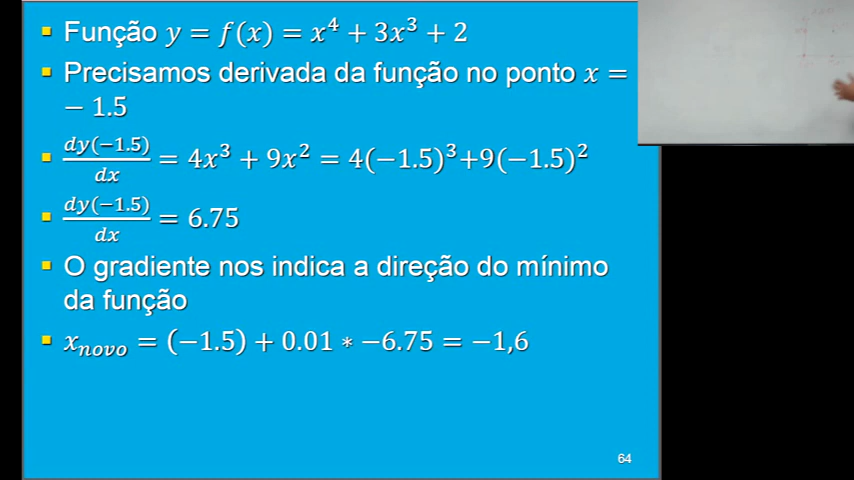 Função y = f(x) = x⁴ + 3x³ + 2
Precisamos derivada da função no ponto x =
− 1.5
dy(−1.5)/dx = 4x³ + 9x² = 4(−1.5)³+9(−1.5)²
dy(−1.5)/dx = 6.75
O gradiente nos indica a direção do mínimo
da função
xₙₒᵥₒ = (−1.5) + 0.01 ∗ −6.75 = −1,6
64